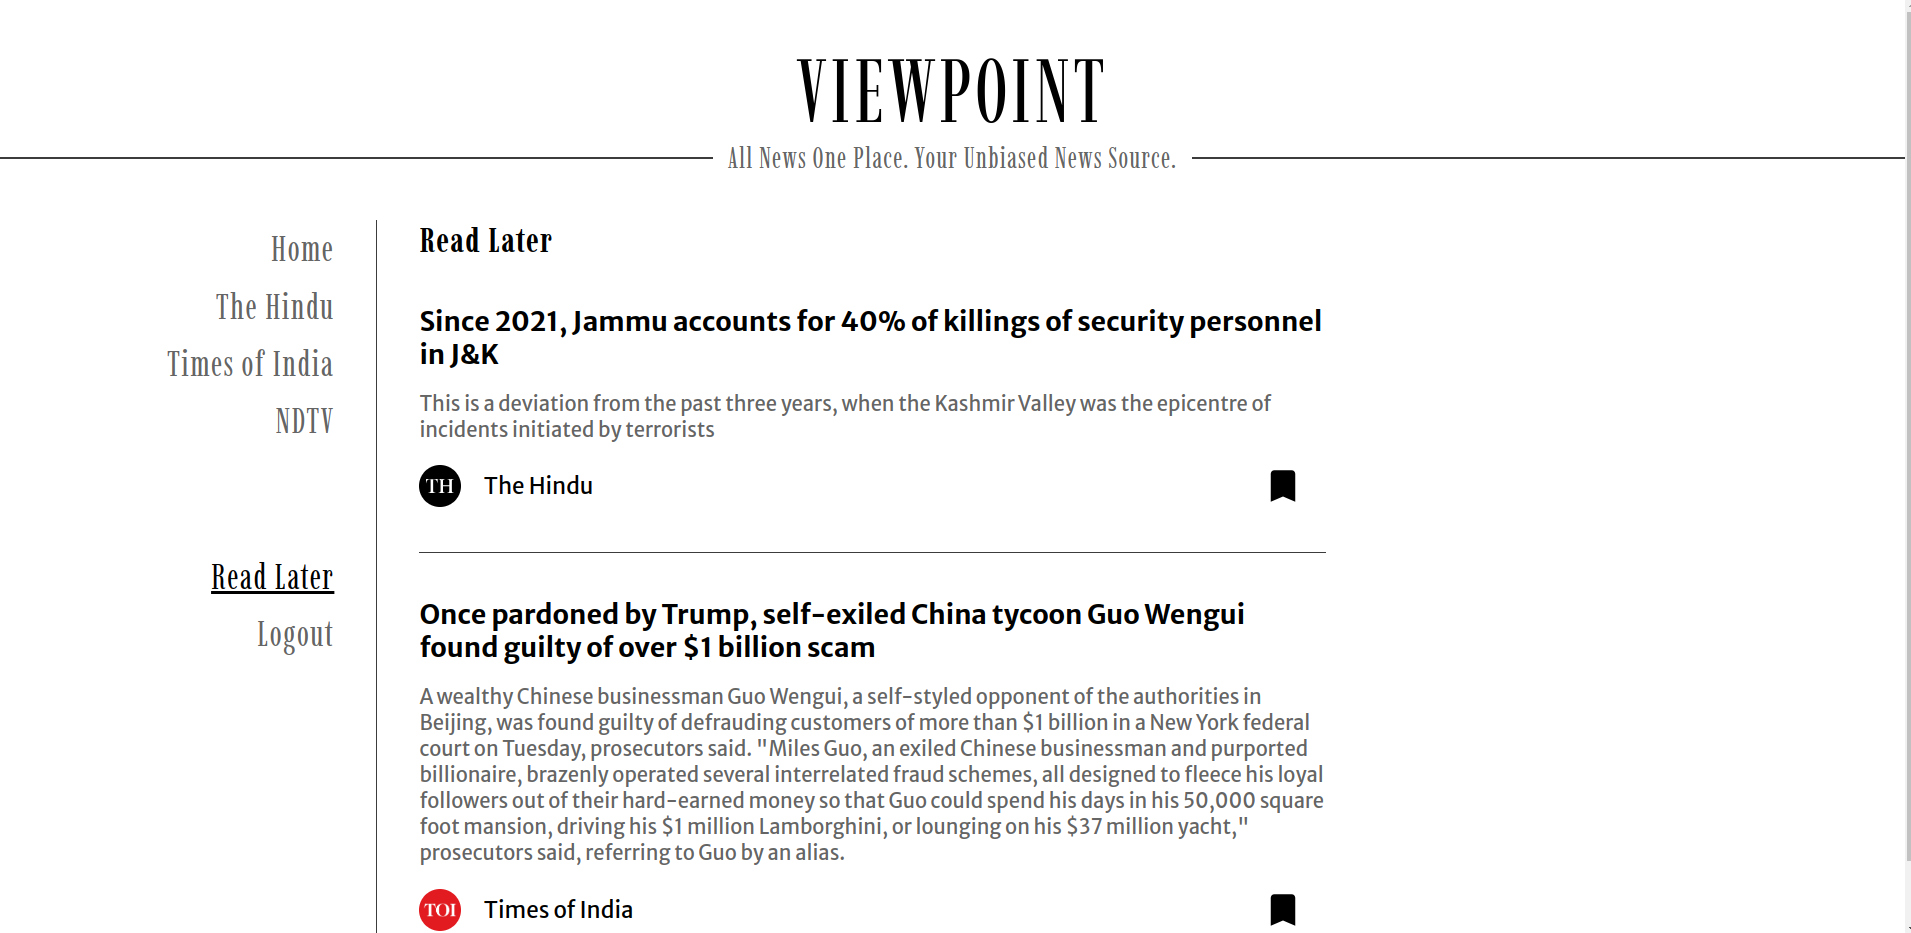 VIEWPOINT
All News One Place. Your Unbiased News Source.
Home
The Hindu
Times of India
NDTV
Read Later
Logout
Read Later
Since 2021, Jammu accounts for 40% of killings of security personnel
in J&K
This is a deviation from the past three years, when the Kashmir Valley was the epicentre of
incidents initiated by terrorists
TH The Hindu
Once pardoned by Trump, self-exiled China tycoon Guo Wengui
found guilty of over $1 billion scam
A wealthy Chinese businessman Guo Wengui, a self-styled opponent of the authorities in
Beijing, was found guilty of defrauding customers of more than $1 billion in a New York federal
court on Tuesday, prosecutors said. "Miles Guo, an exiled Chinese businessman and purported
billionaire, brazenly operated several interrelated fraud schemes, all designed to fleece his loyal
followers out of their hard-earned money so that Guo could spend his days in his 50,000 square
foot mansion, driving his $1 million Lamborghini, or lounging on his $37 million yacht,"
prosecutors said, referring to Guo by an alias.
TOI Times of India